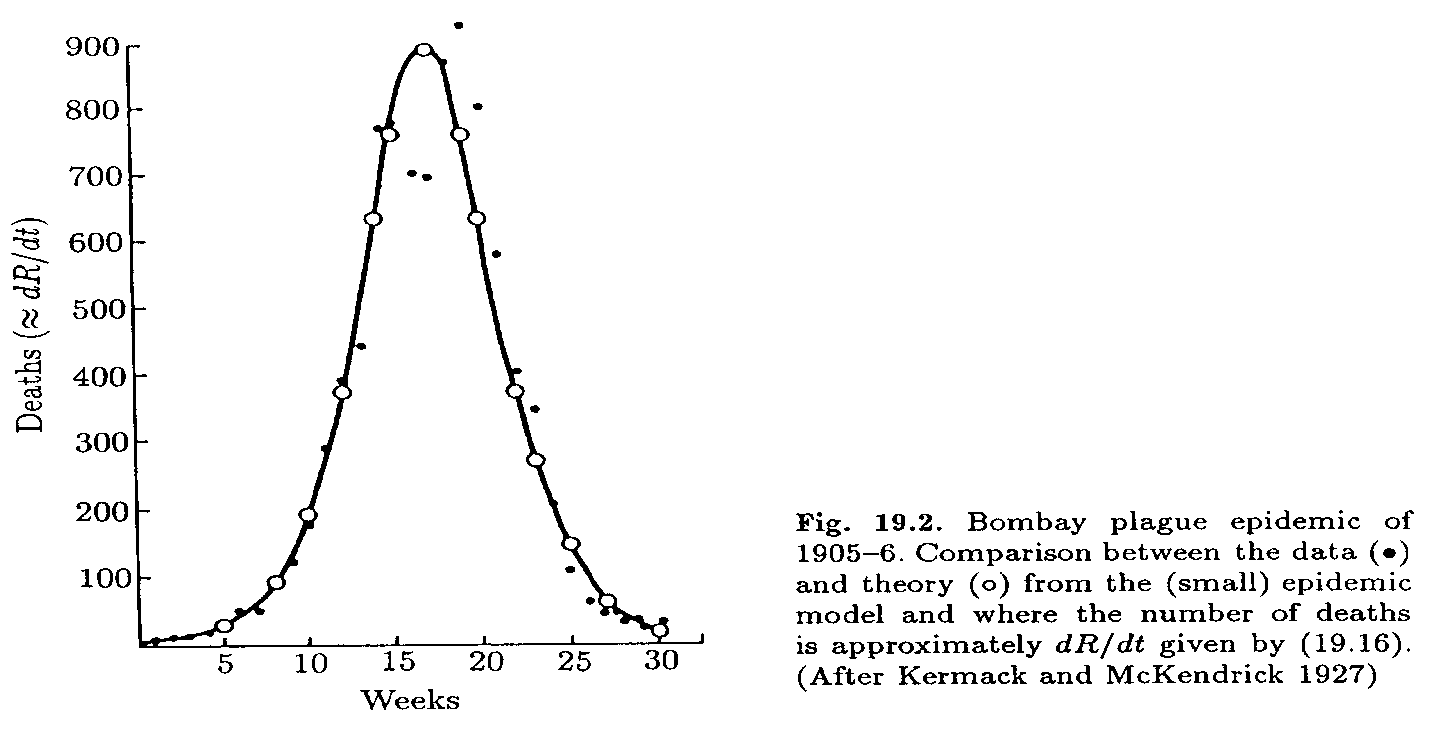 900
800
700
600
500
400
300
200
100
Deaths (≈ dR/dt)
5 10 15 20 25 30
Weeks
Fig. 19.2. Bombay plague epidemic of
1905–6. Comparison between the data (•)
and theory (o) from the (small) epidemic
model and where the number of deaths
is approximately dR/dt given by (19.16).
(After Kermack and McKendrick 1927)